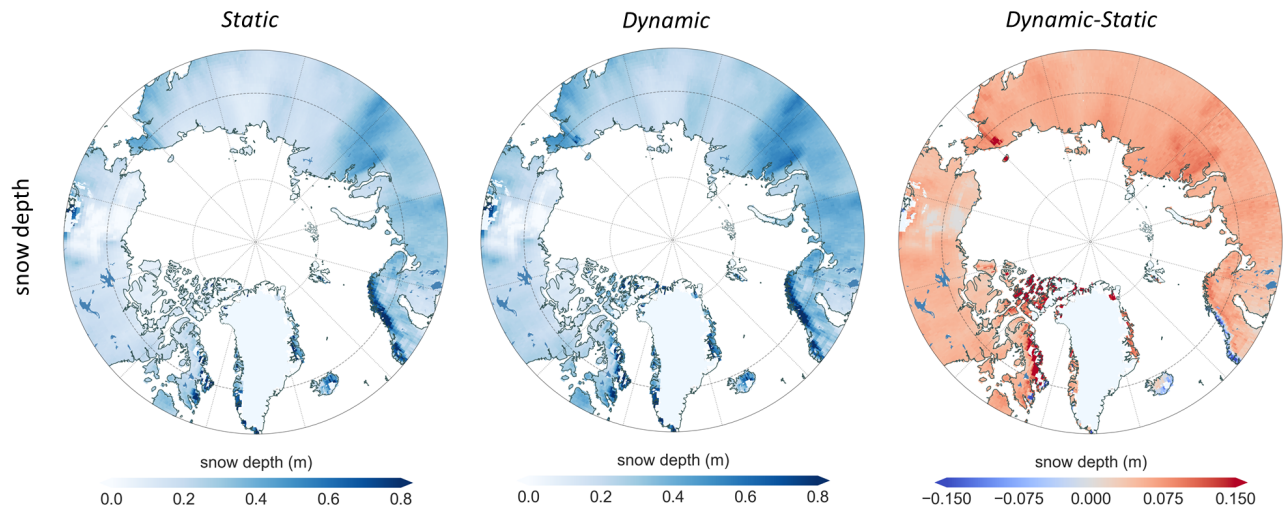 Static
Dynamic
Dynamic-Static
snow depth
snow depth (m)
0.0 0.2 0.4 0.6 0.8
snow depth (m)
0.0 0.2 0.4 0.6 0.8
snow depth (m)
−0.150 −0.075 0.000 0.075 0.150